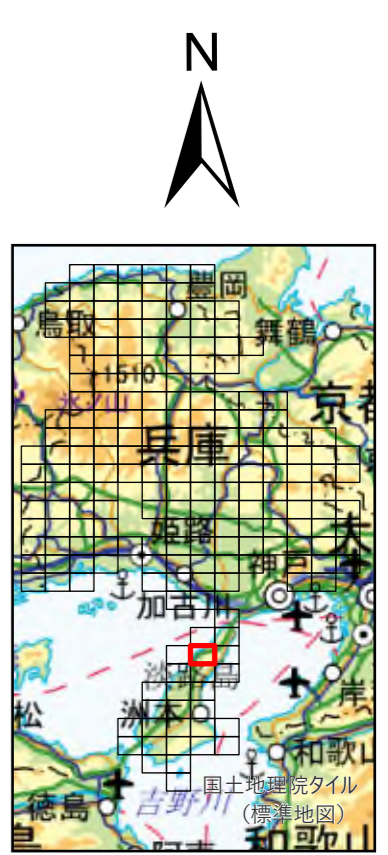 N
豊岡
鳥取
舞鶴
1510
氷ノ山
京都
兵庫
姫路
神戸
大
加古川
淡路島
松
洲本
岸
和歌山
国土地理院タイル
（標準地図）
徳島
吉野川
和歌山